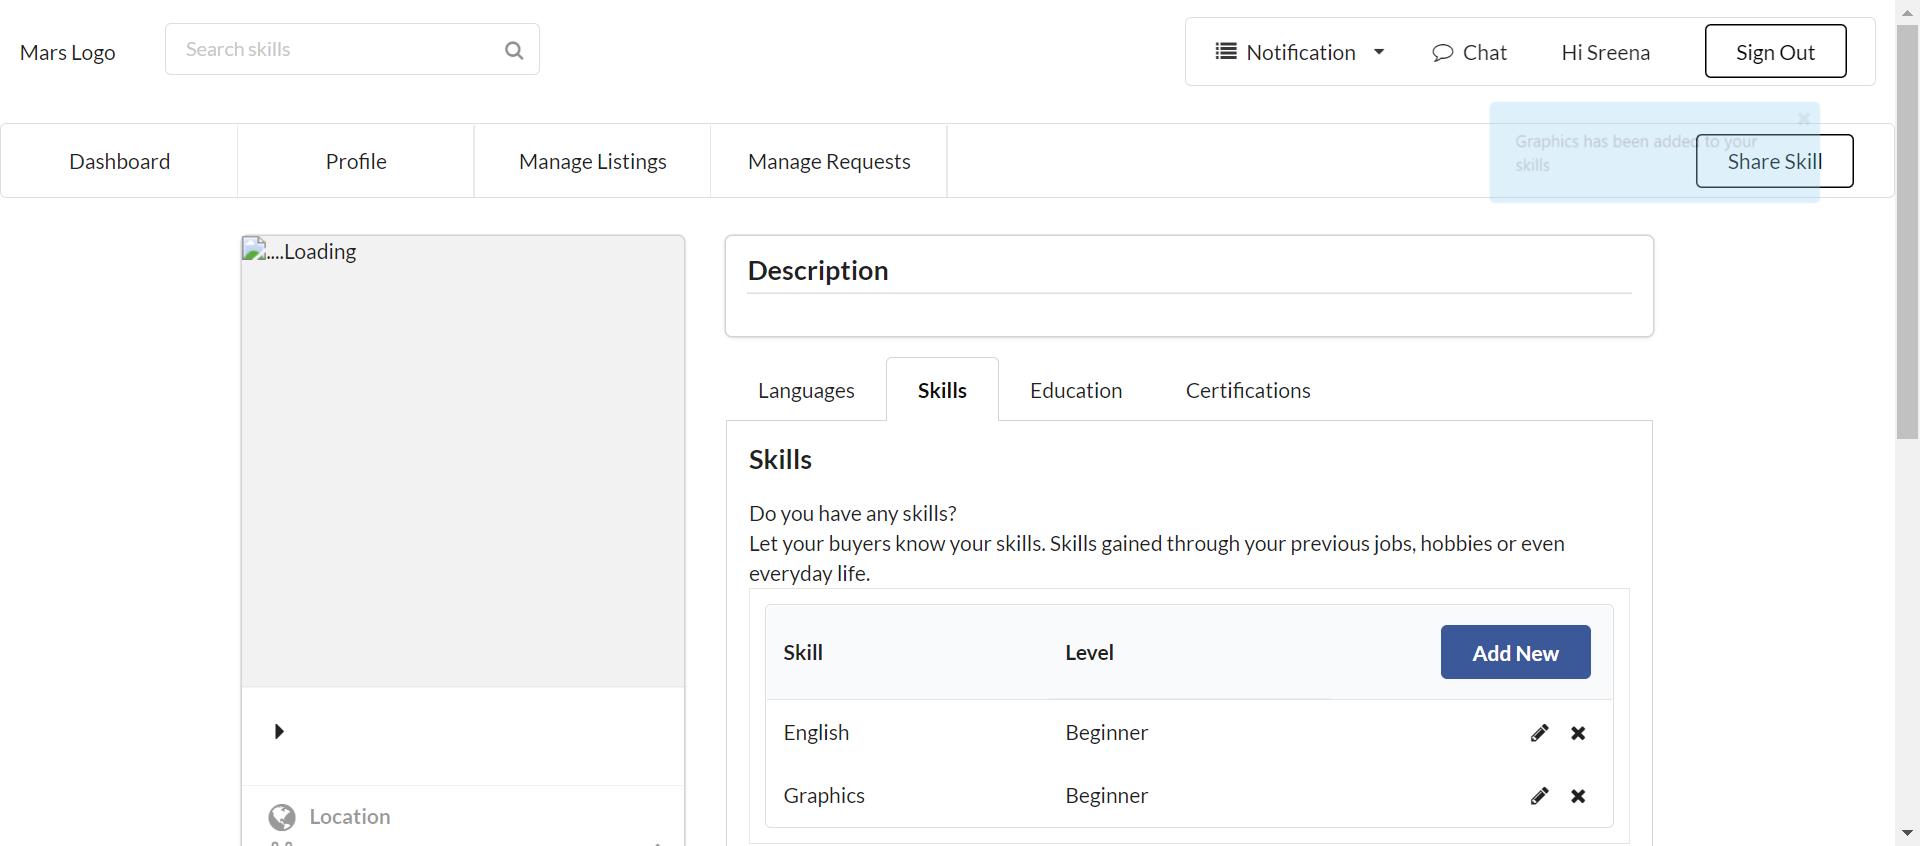 Mars Logo
Search skills
Notification
Chat
Hi Sreena
Sign Out
Graphics has been added to your
skills
Dashboard
Profile
Manage Listings
Manage Requests
Share Skill
....Loading
Description
Languages
Skills
Education
Certifications
Skills
Do you have any skills?
Let your buyers know your skills. Skills gained through your previous jobs, hobbies or even
everyday life.
Skill
Level
Add New
English
Beginner
Graphics
Beginner
Location